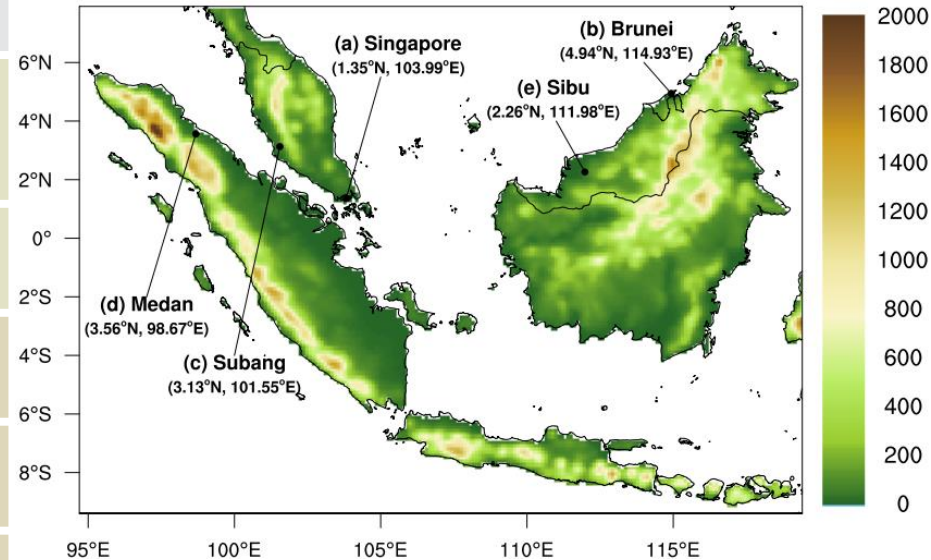 (a) Singapore
(1.35°N, 103.99°E)
(b) Brunei
(4.94°N, 114.93°E)
(e) Sibu
(2.26°N, 111.98°E)
(d) Medan
(3.56°N, 98.67°E)
(c) Subang
(3.13°N, 101.55°E)
6°N
4°N
2°N
0°
2°S
4°S
6°S
8°S
95°E
100°E
105°E
110°E
115°E
2000
1800
1600
1400
1200
1000
800
600
400
200
0